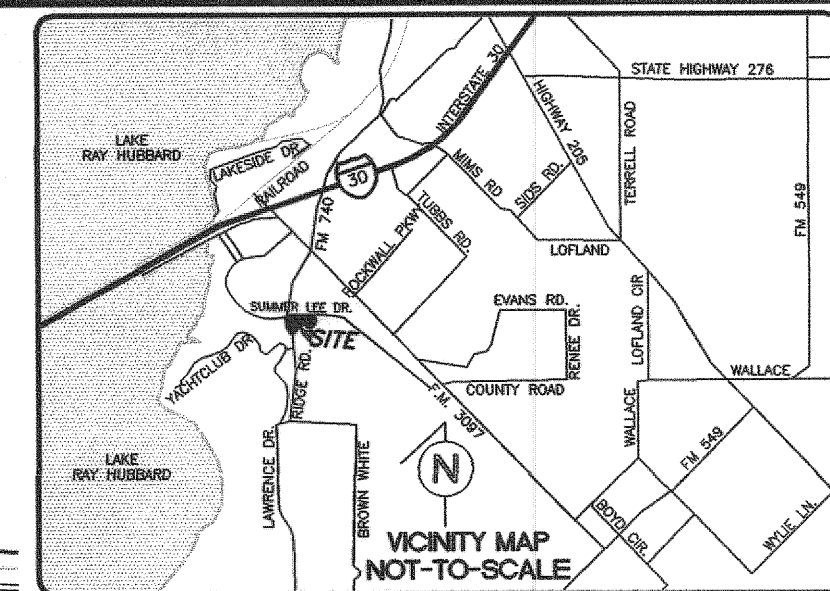 LAKE
RAY HUBBARD
LAKESIDE DR.
RAILROAD
30
INTERSTATE 30
HIGHWAY 205
STATE HIGHWAY 276
TERRELL ROAD
FM 549
MIMS RD
SIDS RD.
LOFLAND
FM 740
ROCKWALL PKWY
TUBBS RD.
SUMMER LEE DR.
SITE
EVANS RD.
RENEE DR.
LOFLAND CIR
YACHTCLUB DR
RIDGE RD.
COUNTY ROAD
WALLACE
F.M. 3097
WALLACE
LAKE
RAY HUBBARD
LAWRENCE DR.
BROWN WHITE
N
FM 549
BOYD CIR.
WYLIE LN.
VICINITY MAP
NOT-TO-SCALE